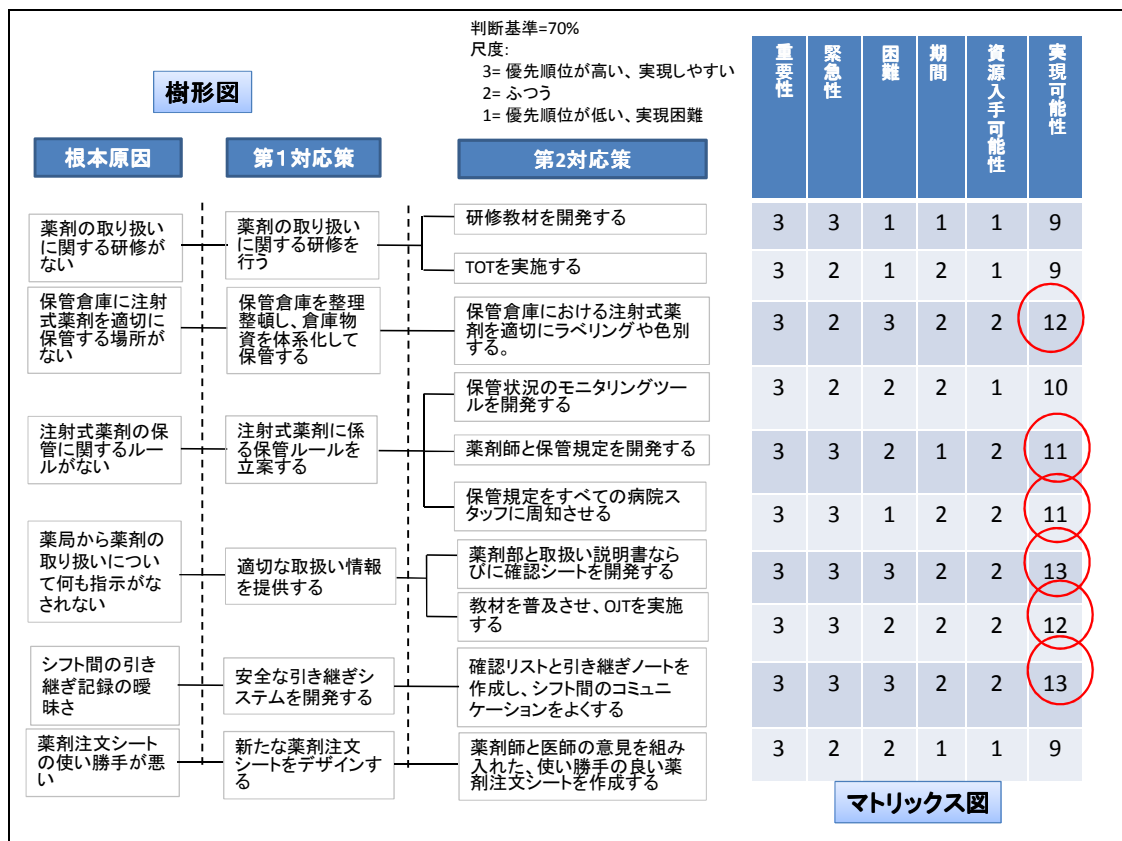 判断基準=70%
尺度:
3= 優先順位が高い、実現しやすい
2= ふつう
1= 優先順位が低い、実現困難
樹形図
根本原因
第1対応策
第2対応策
重要性
緊急性
困難
期間
資源入手可能性
実現可能性
薬剤の取り扱い
に関する研修が
ない
薬剤の取り扱い
に関する研修を
行う
研修教材を開発する
3 3 1 1 1 9
TOTを実施する
3 2 1 2 1 9
保管倉庫に注射
式薬剤を適切に
保管する場所が
ない
保管倉庫を整理
整頓し、倉庫物
資を体系化して
保管する
保管倉庫における注射式薬
剤を適切にラベリングや色別
する。
3 2 3 2 2 12
注射式薬剤の保
管に関するルー
ルがない
注射式薬剤に係
る保管ルールを
立案する
保管状況のモニタリングツー
ルを開発する
3 2 2 2 1 10
薬剤師と保管規定を開発する
3 3 2 1 2 11
保管規定をすべての病院ス
タッフに周知させる
3 3 1 2 2 11
薬局から薬剤の
取り扱いについ
て何も指示がな
されない
適切な取扱い情報
を提供する
薬剤部と取扱い説明書なら
びに確認シートを開発する
3 3 3 2 2 13
教材を普及させ、OJTを実施
する
3 3 2 2 2 12
シフト間の引き
継ぎ記録の曖
昧さ
安全な引き継ぎシ
ステムを開発する
確認リストと引き継ぎノートを
作成し、シフト間のコミュニ
ケーションをよくする
3 3 3 2 2 13
薬剤注文シート
の使い勝手が悪
い
新たな薬剤注文
シートをデザインす
る
薬剤師と医師の意見を組み
入れた、使い勝手の良い薬
剤注文シートを作成する
3 2 2 1 1 9
マトリックス図